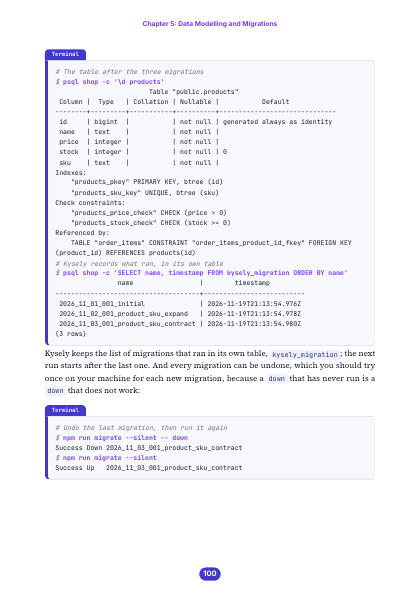 Chapter 5: Data Modelling and Migrations
Terminal
# The table after the three migrations
$ psql shop -c '\d products'
Table "public.products"
Column | Type | Collation | Nullable | Default
--------+---------+-----------+----------+------------------------------
id | bigint | | not null | generated always as identity
name | text | | not null |
price | integer | | not null |
stock | integer | | not null | 0
sku | text | | not null |
Indexes:
"products_pkey" PRIMARY KEY, btree (id)
"products_sku_key" UNIQUE, btree (sku)
Check constraints:
"products_price_check" CHECK (price > 0)
"products_stock_check" CHECK (stock >= 0)
Referenced by:
TABLE "order_items" CONSTRAINT "order_items_product_id_fkey" FOREIGN KEY
(product_id) REFERENCES products(id)
# Kysely records what ran, in its own table
$ psql shop -c 'SELECT name, timestamp FROM kysely_migration ORDER BY name'
name | timestamp
-------------------------------------+--------------------------
2026_11_01_001_initial | 2026-11-19T21:13:54.976Z
2026_11_02_001_product_sku_expand | 2026-11-19T21:13:54.978Z
2026_11_03_001_product_sku_contract | 2026-11-19T21:13:54.980Z
(3 rows)
Kysely keeps the list of migrations that ran in its own table, kysely_migration; the next
run starts after the last one. And every migration can be undone, which you should try
once on your machine for each new migration, because a down that has never run is a
down that does not work:
Terminal
# Undo the last migration, then run it again
$ npm run migrate --silent -- down
Success Down 2026_11_03_001_product_sku_contract
$ npm run migrate --silent
Success Up 2026_11_03_001_product_sku_contract
100